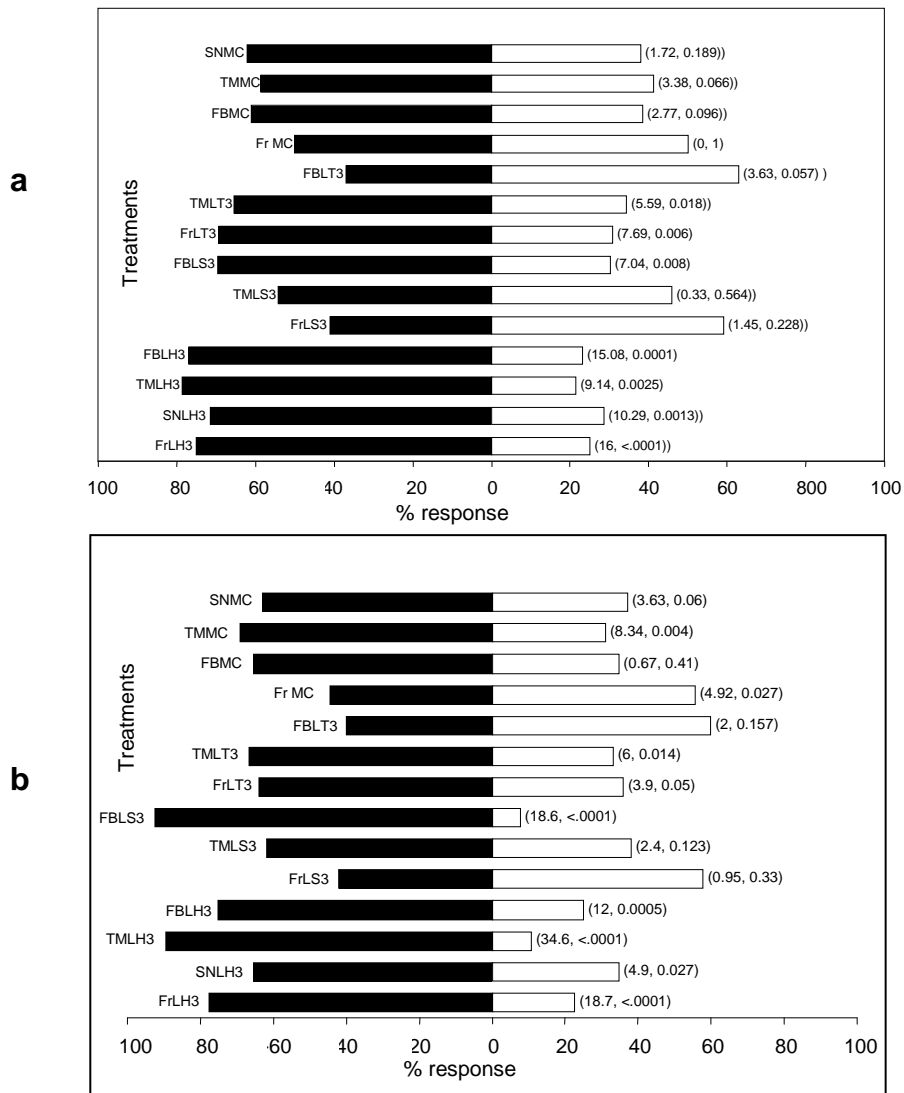 a
Treatments
SNMC (1.72, 0.189))
TMMC (3.38, 0.066))
FBMC (2.77, 0.096))
Fr MC (0, 1)
FBLT3 (3.63, 0.057) )
TMLT3 (5.59, 0.018))
FrLT3 (7.69, 0.006)
FBLS3 (7.04, 0.008)
TMLS3 (0.33, 0.564))
FrLS3 (1.45, 0.228))
FBLH3 (15.08, 0.0001)
TMLH3 (9.14, 0.0025)
SNLH3 (10.29, 0.0013))
FrLH3 (16, <.0001))
100 80 60 40 20 0 20 40 60 800 100
% response
b
Treatments
SNMC (3.63, 0.06)
TMMC (8.34, 0.004)
FBMC (0.67, 0.41)
Fr MC (4.92, 0.027)
FBLT3 (2, 0.157)
TMLT3 (6, 0.014)
FrLT3 (3.9, 0.05)
FBLS3 (18.6, <.0001)
TMLS3 (2.4, 0.123)
FrLS3 (0.95, 0.33)
FBLH3 (12, 0.0005)
TMLH3 (34.6, <.0001)
SNLH3 (4.9, 0.027)
FrLH3 (18.7, <.0001)
100 80 60 40 20 0 20 40 60 80 100
% response